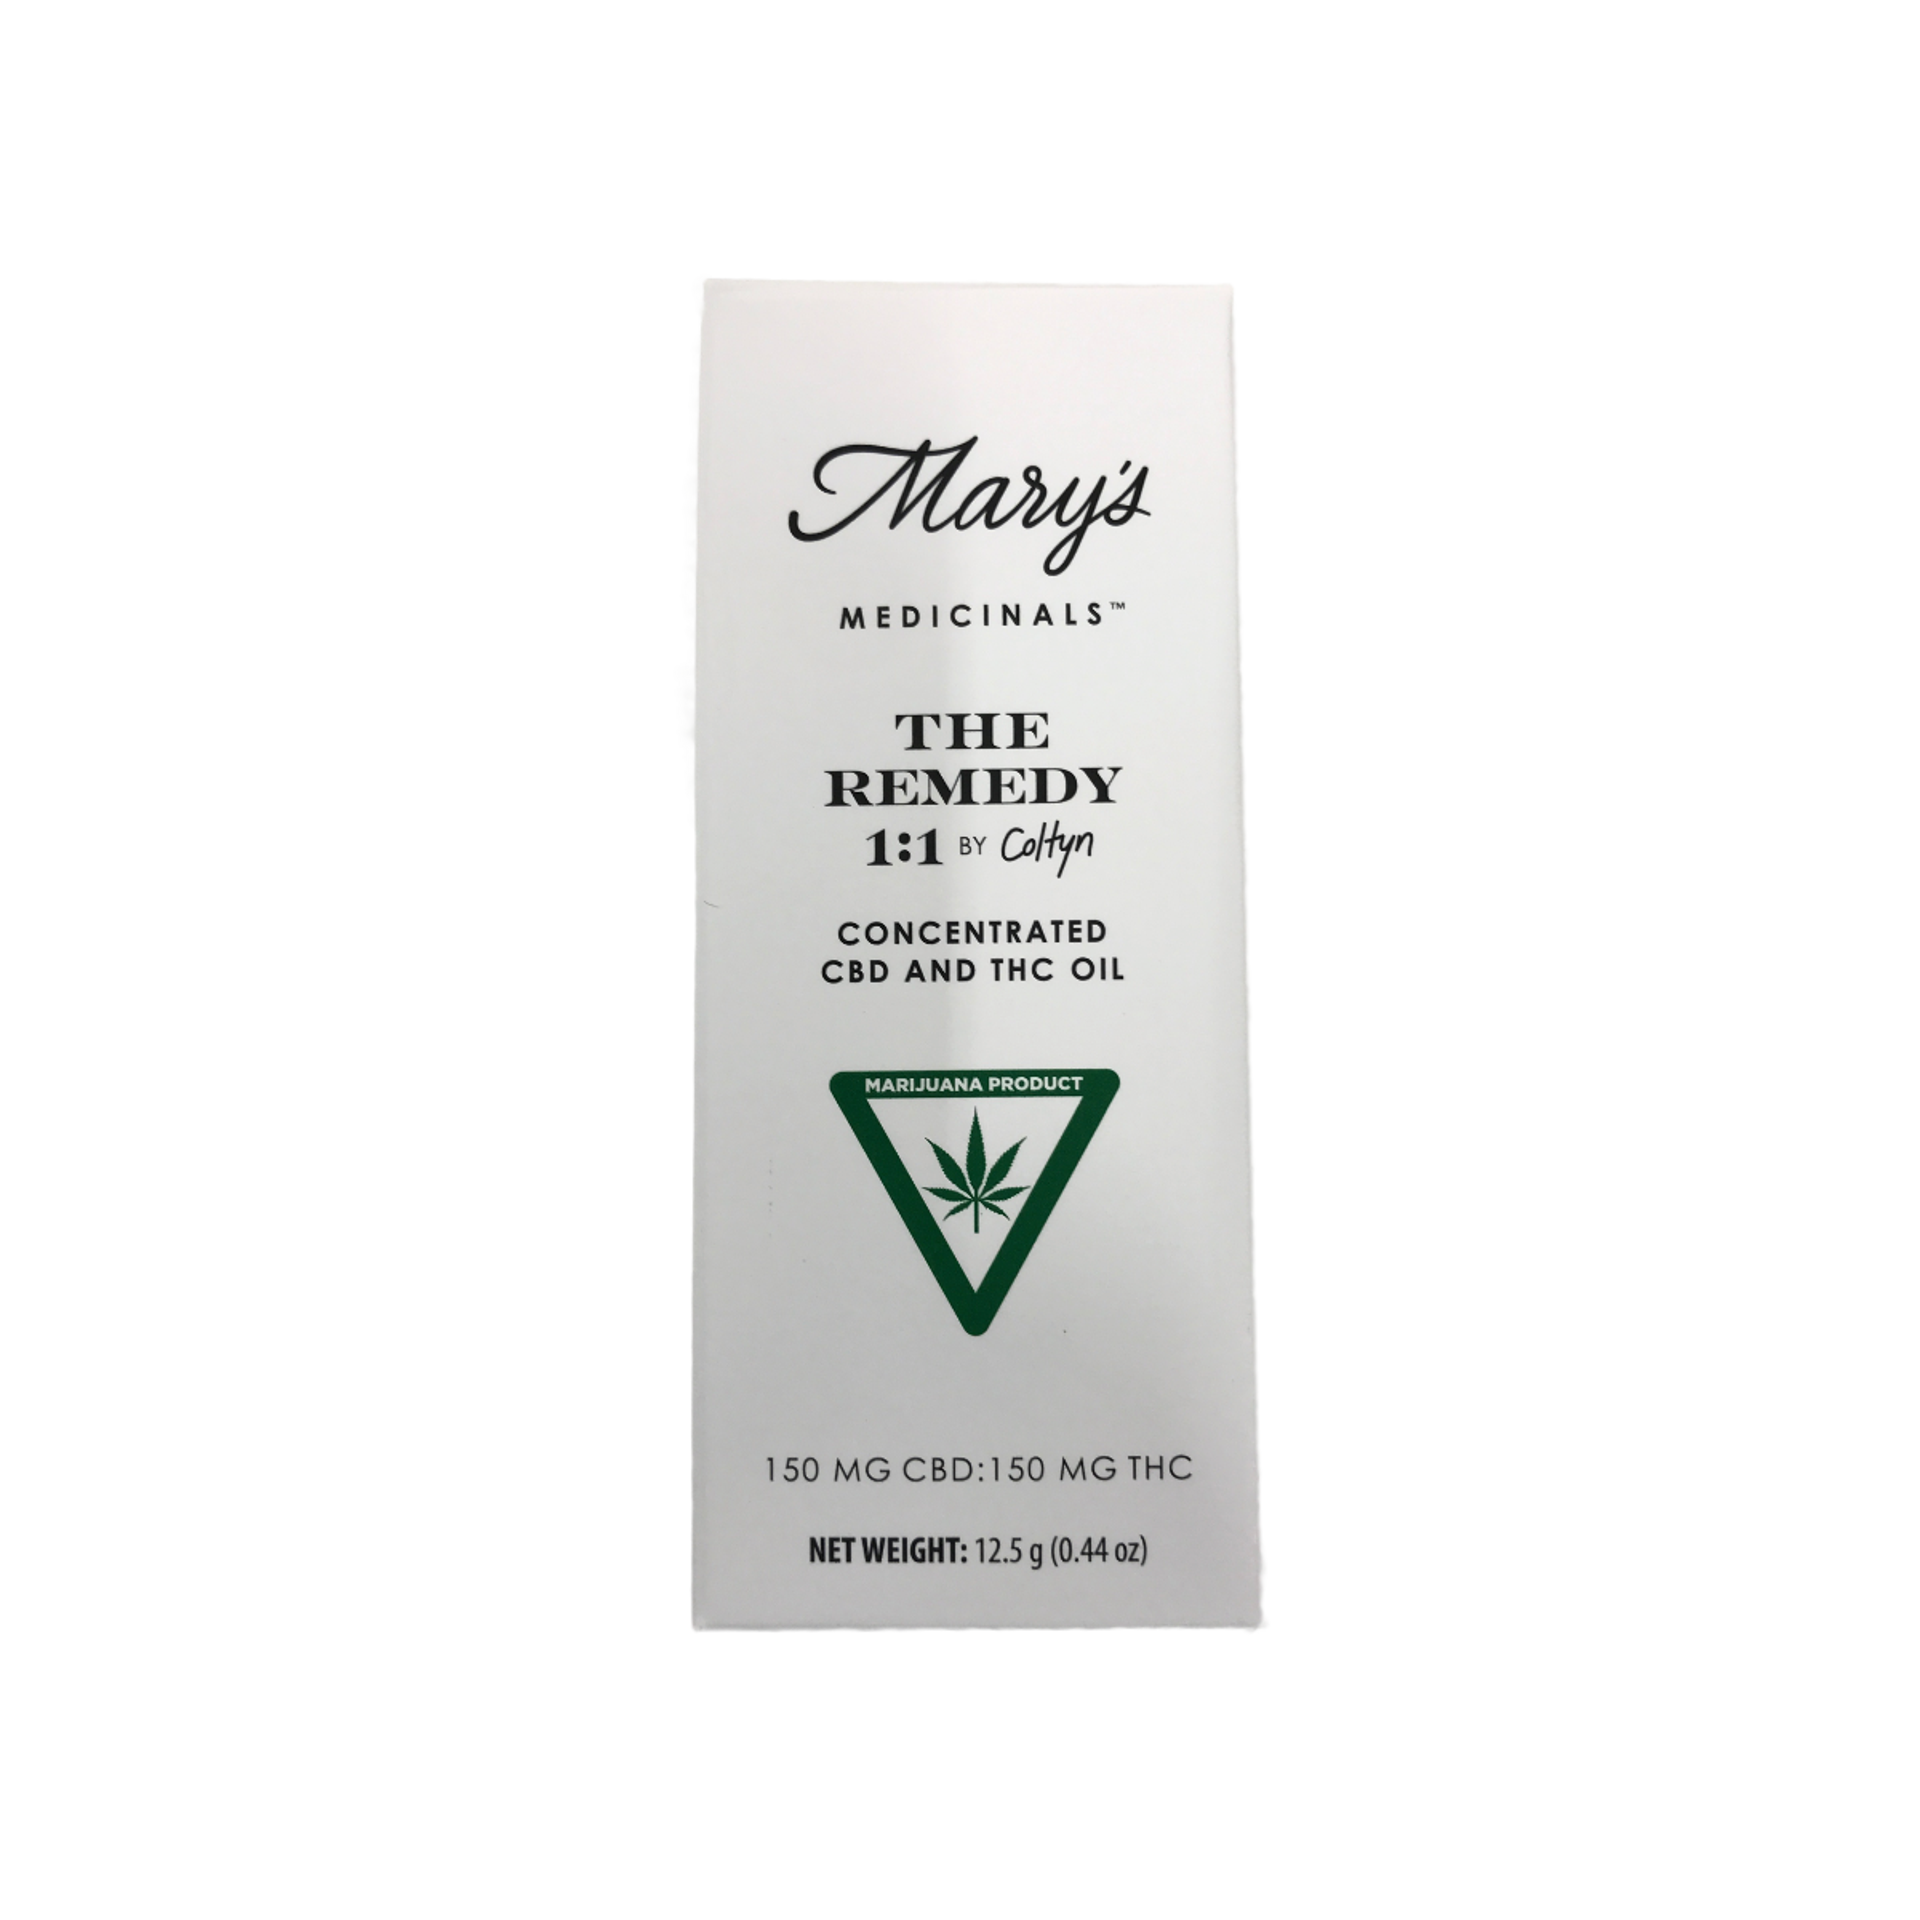 Mary's
MEDICINALS™
THE
REMEDY
1:1 BY Coltyn
CONCENTRATED
CBD AND THC OIL
MARIJUANA PRODUCT
150 MG CBD:150 MG THC
NET WEIGHT: 12.5 g (0.44 oz)